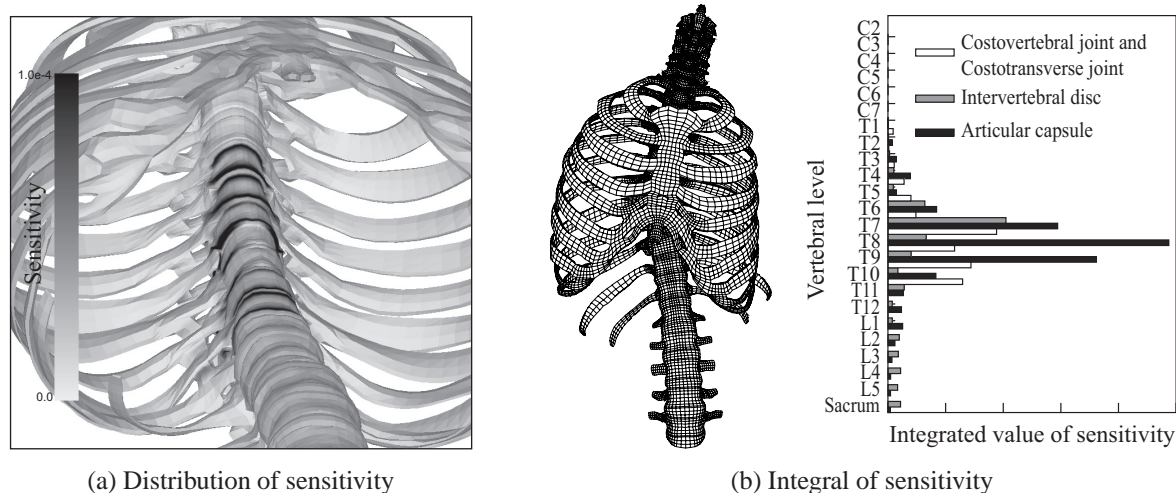 1.0e-4
Sensitivity
0.0
(a) Distribution of sensitivity
Vertebral level
C2
C3
C4
C5
C6
C7
T1
T2
T3
T4
T5
T6
T7
T8
T9
T10
T11
T12
L1
L2
L3
L4
L5
Sacrum
Costovertebral joint and
Costotransverse joint
Intervertebral disc
Articular capsule
Integrated value of sensitivity
(b) Integral of sensitivity